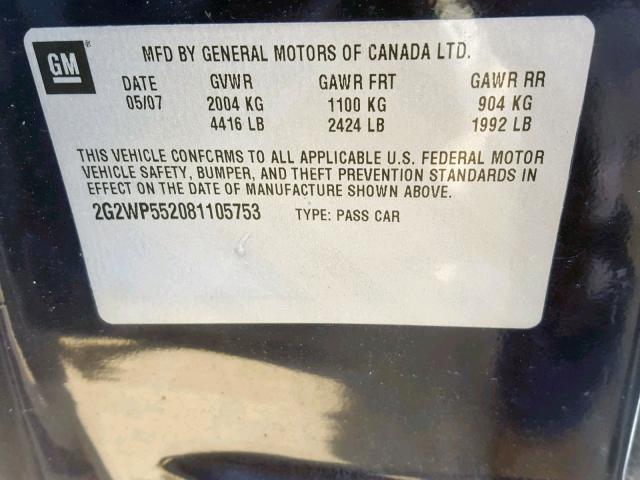 GM
MFD BY GENERAL MOTORS OF CANADA LTD.
DATE GVWR GAWR FRT GAWR RR
05/07 2004 KG 1100 KG 904 KG
4416 LB 2424 LB 1992 LB
THIS VEHICLE CONFORMS TO ALL APPLICABLE U.S. FEDERAL MOTOR
VEHICLE SAFETY, BUMPER, AND THEFT PREVENTION STANDARDS IN
EFFECT ON THE DATE OF MANUFACTURE SHOWN ABOVE.
2G2WP552081105753 TYPE: PASS CAR